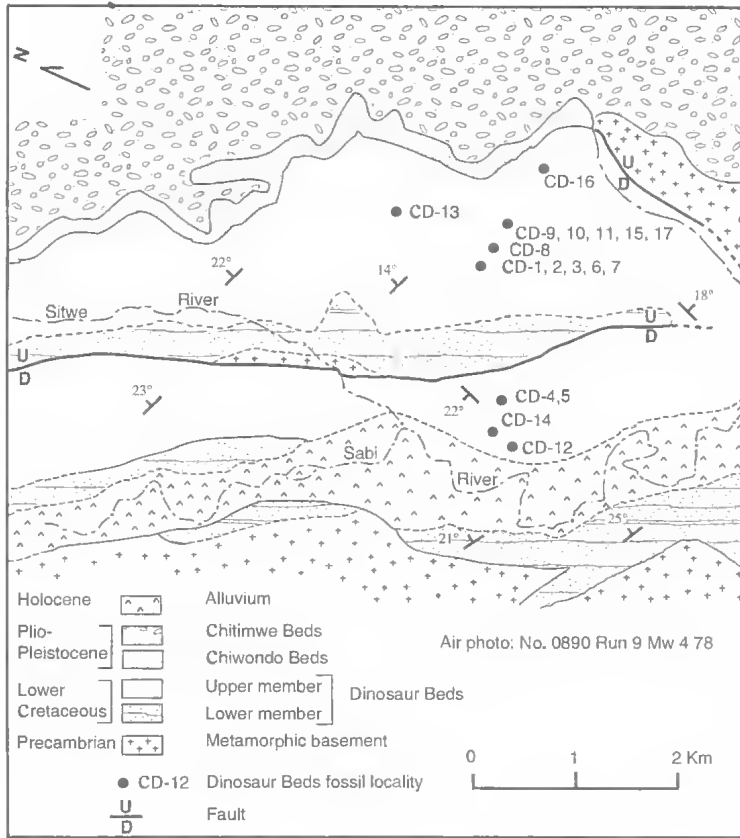 N
U
D
CD-16
CD-13
CD-9, 10, 11, 15, 17
CD-8
CD-1, 2, 3, 6, 7
22°
14°
18°
Sitwe River
U
D
U
D
23°
22°
CD-4,5
CD-14
CD-12
Sabi River
21°
25°
Holocene Alluvium
Plio-Pleistocene Chitimwe Beds
Chiwondo Beds
Lower Cretaceous Upper member
Lower member
Dinosaur Beds
Precambrian Metamorphic basement
CD-12 Dinosaur Beds fossil locality
U
D
Fault
Air photo: No. 0890 Run 9 Mw 4 78
0 1 2 Km